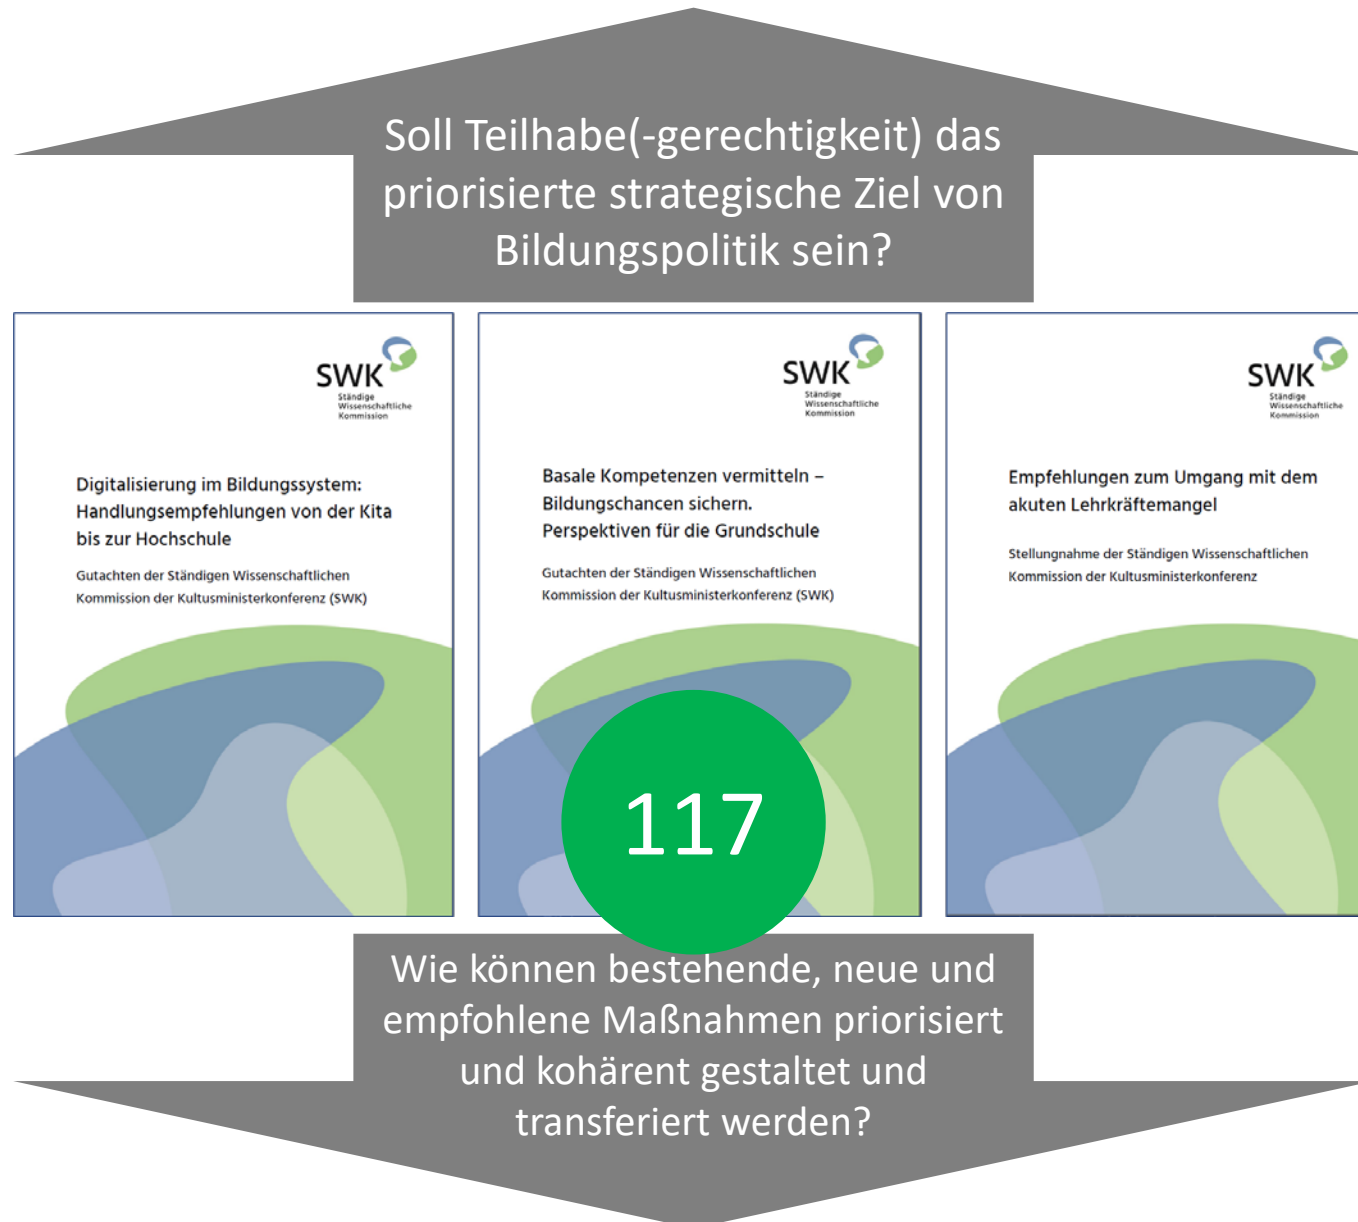 Soll Teilhabe(-gerechtigkeit) das
priorisierte strategische Ziel von
Bildungspolitik sein?
SWK
Ständige
Wissenschaftliche
Kommission
Digitalisierung im Bildungssystem:
Handlungsempfehlungen von der Kita
bis zur Hochschule
Gutachten der Ständigen Wissenschaftlichen
Kommission der Kultusministerkonferenz (SWK)
SWK
Ständige
Wissenschaftliche
Kommission
Basale Kompetenzen vermitteln –
Bildungschancen sichern.
Perspektiven für die Grundschule
Gutachten der Ständigen Wissenschaftlichen
Kommission der Kultusministerkonferenz (SWK)
SWK
Ständige
Wissenschaftliche
Kommission
Empfehlungen zum Umgang mit dem
akuten Lehrkräftemangel
Stellungnahme der Ständigen Wissenschaftlichen
Kommission der Kultusministerkonferenz
117
Wie können bestehende, neue und
empfohlene Maßnahmen priorisiert
und kohärent gestaltet und
transferiert werden?